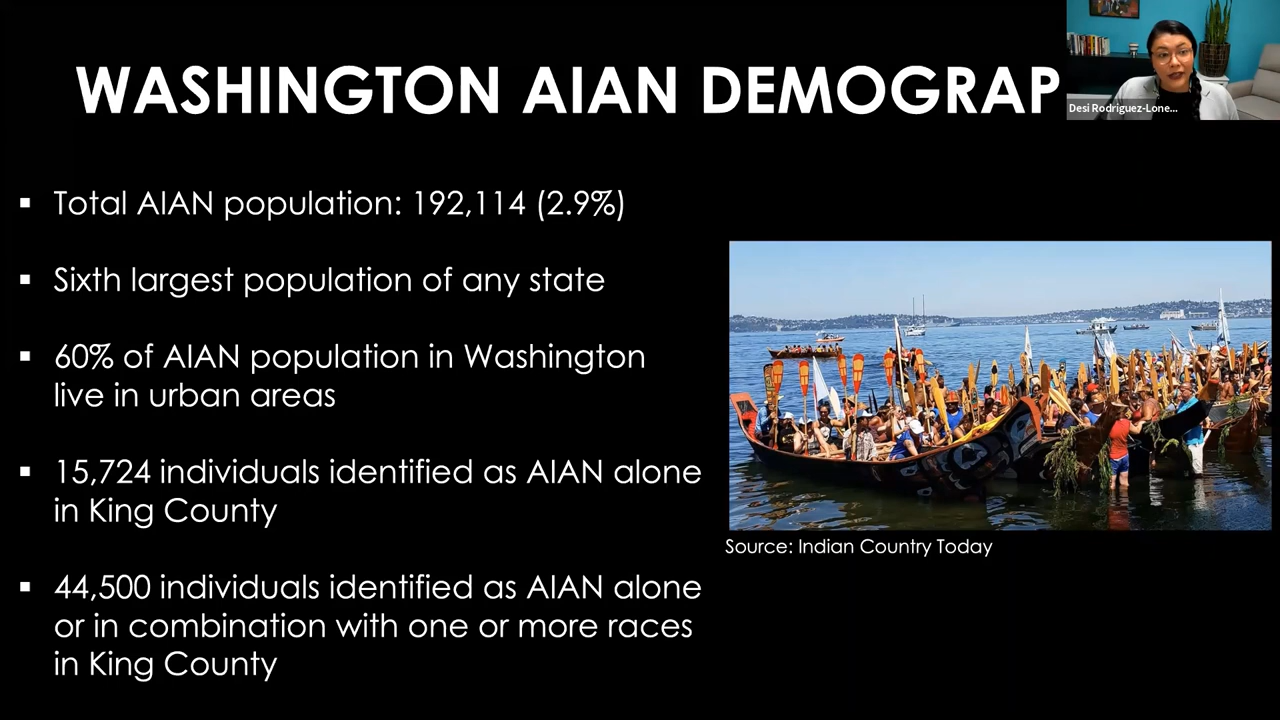 WASHINGTON AIAN DEMOGRAP
Desi Rodriguez-Lone...
▪ Total AIAN population: 192,114 (2.9%)
▪ Sixth largest population of any state
▪ 60% of AIAN population in Washington
live in urban areas
▪ 15,724 individuals identified as AIAN alone
in King County
▪ 44,500 individuals identified as AIAN alone
or in combination with one or more races
in King County
Source: Indian Country Today